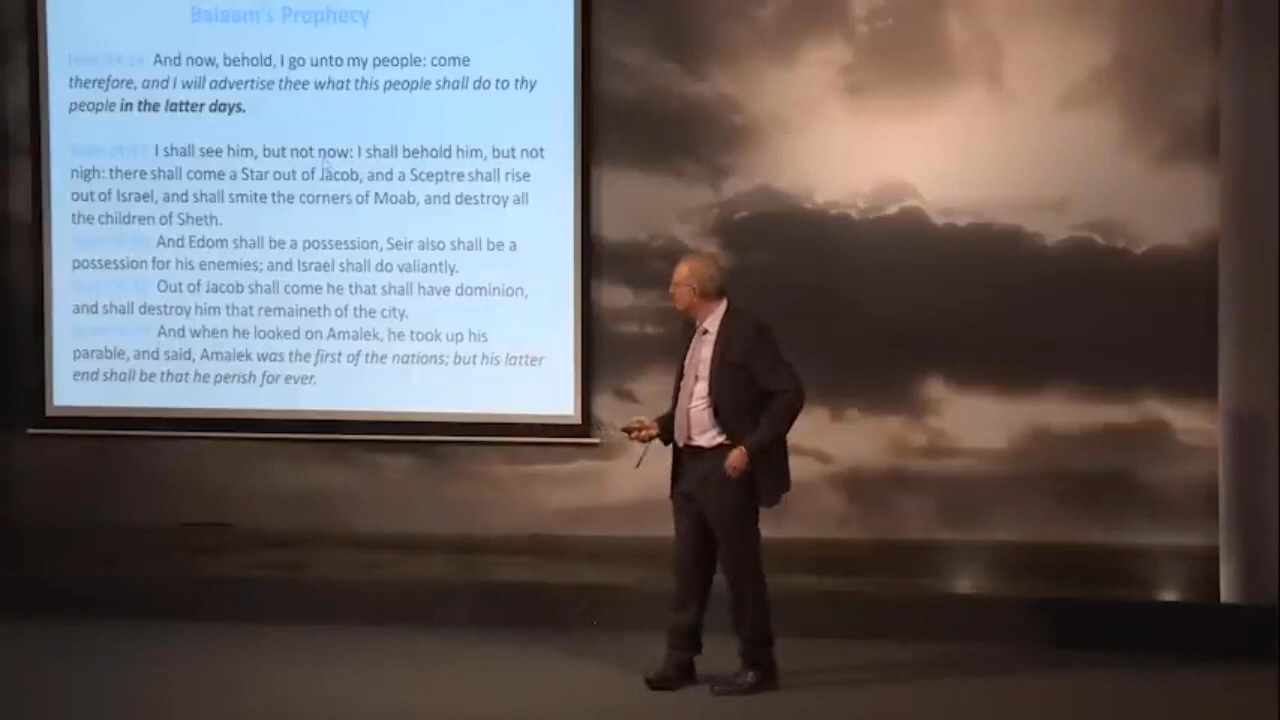 Balaam's Prophecy
And now, behold, I go unto my people: come
therefore, and I will advertise thee what this people shall do to thy
people in the latter days.
I shall see him, but not now: I shall behold him, but not
nigh: there shall come a Star out of Jacob, and a Sceptre shall rise
out of Israel, and shall smite the corners of Moab, and destroy all
the children of Sheth.
And Edom shall be a possession, Seir also shall be a
possession for his enemies; and Israel shall do valiantly.
Out of Jacob shall come he that shall have dominion,
and shall destroy him that remaineth of the city.
And when he looked on Amalek, he took up his
parable, and said, Amalek was the first of the nations; but his latter
end shall be that he perish for ever.